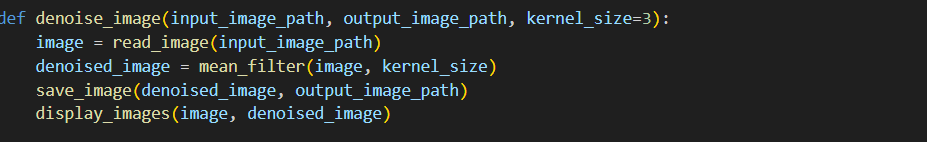 def denoise_image(input_image_path, output_image_path, kernel_size=3):
    image = read_image(input_image_path)
    denoised_image = mean_filter(image, kernel_size)
    save_image(denoised_image, output_image_path)
    display_images(image, denoised_image)